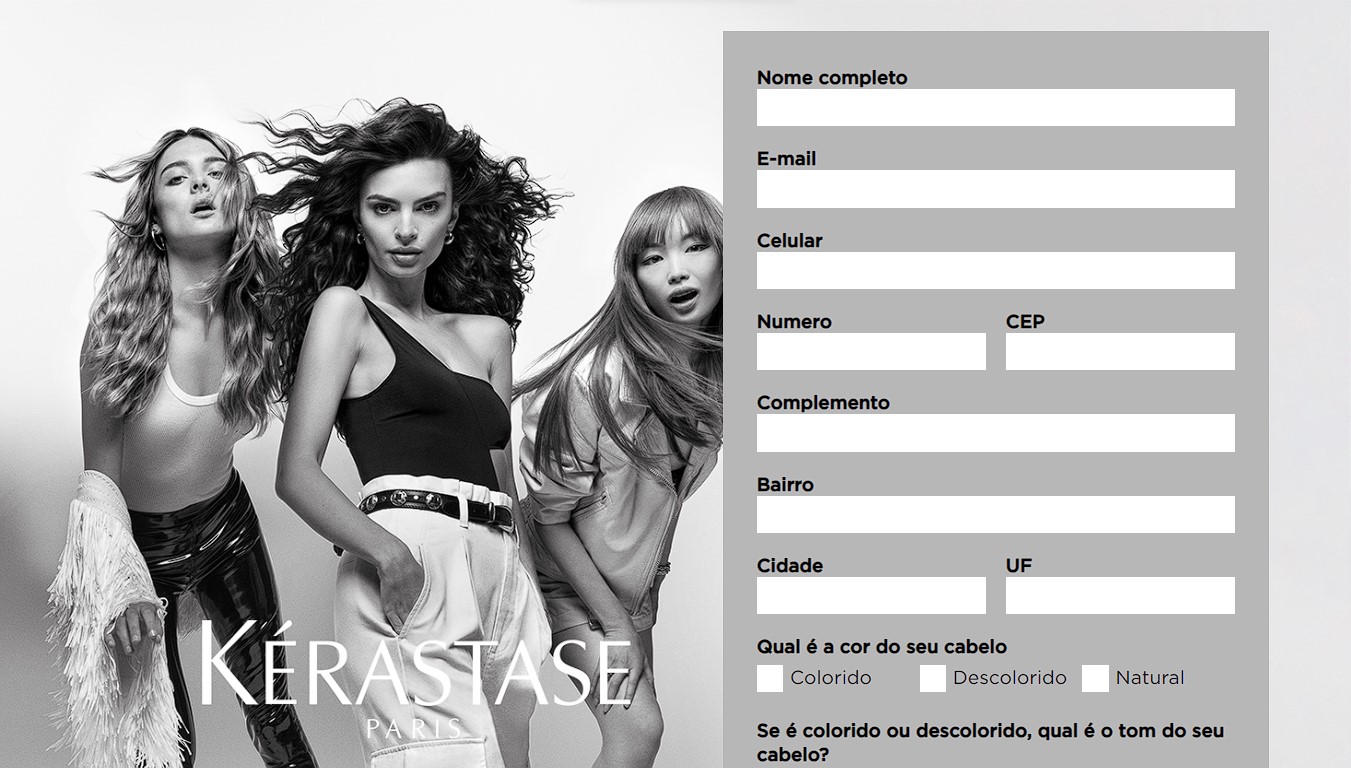 KÉRASTASE
PARIS
Nome completo
E-mail
Celular
Numero CEP
Complemento
Bairro
Cidade UF
Qual é a cor do seu cabelo
Colorido Descolorido Natural
Se é colorido ou descolorido, qual é o tom do seu
cabelo?